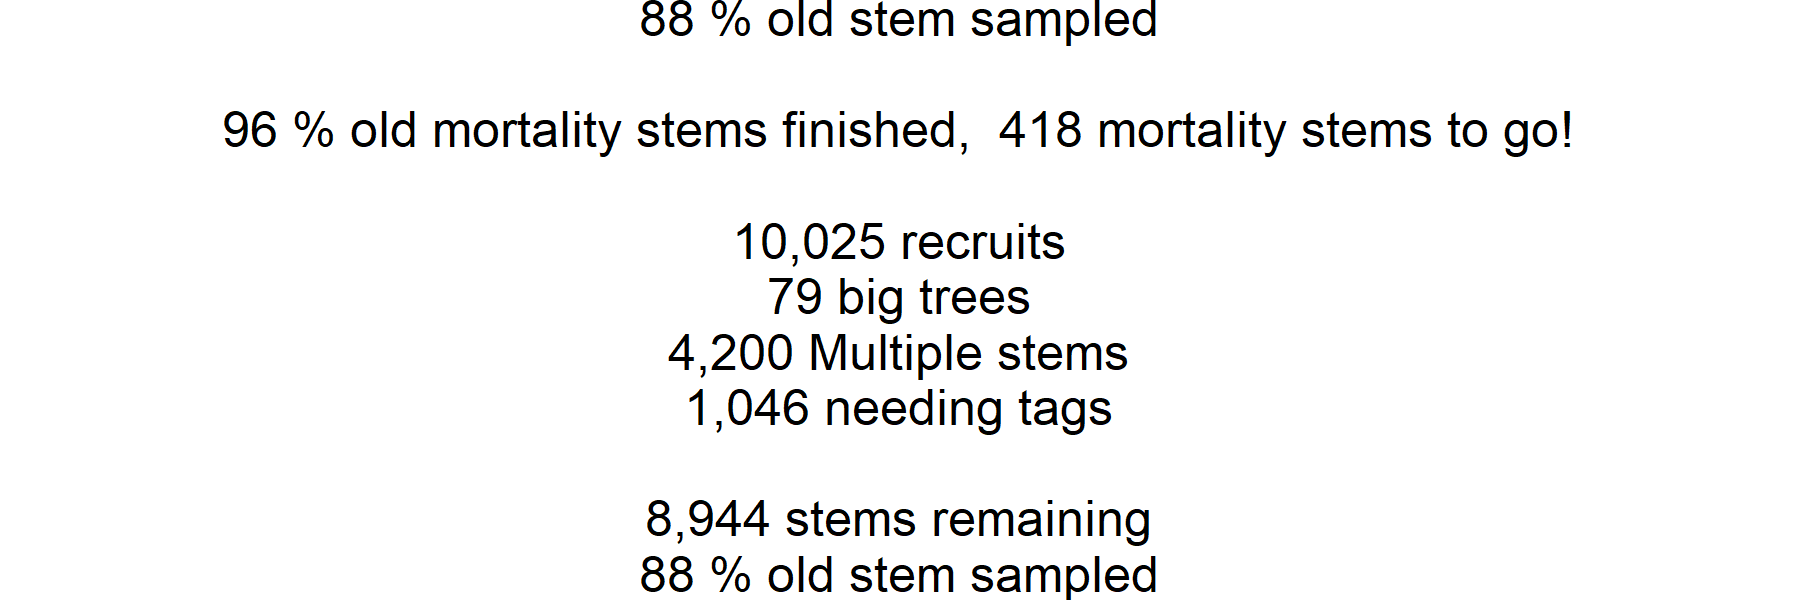 88 % old stem sampled
96 % old mortality stems finished,  418 mortality stems to go!
10,025 recruits
79 big trees
4,200 Multiple stems
1,046 needing tags
8,944 stems remaining
88 % old stem sampled